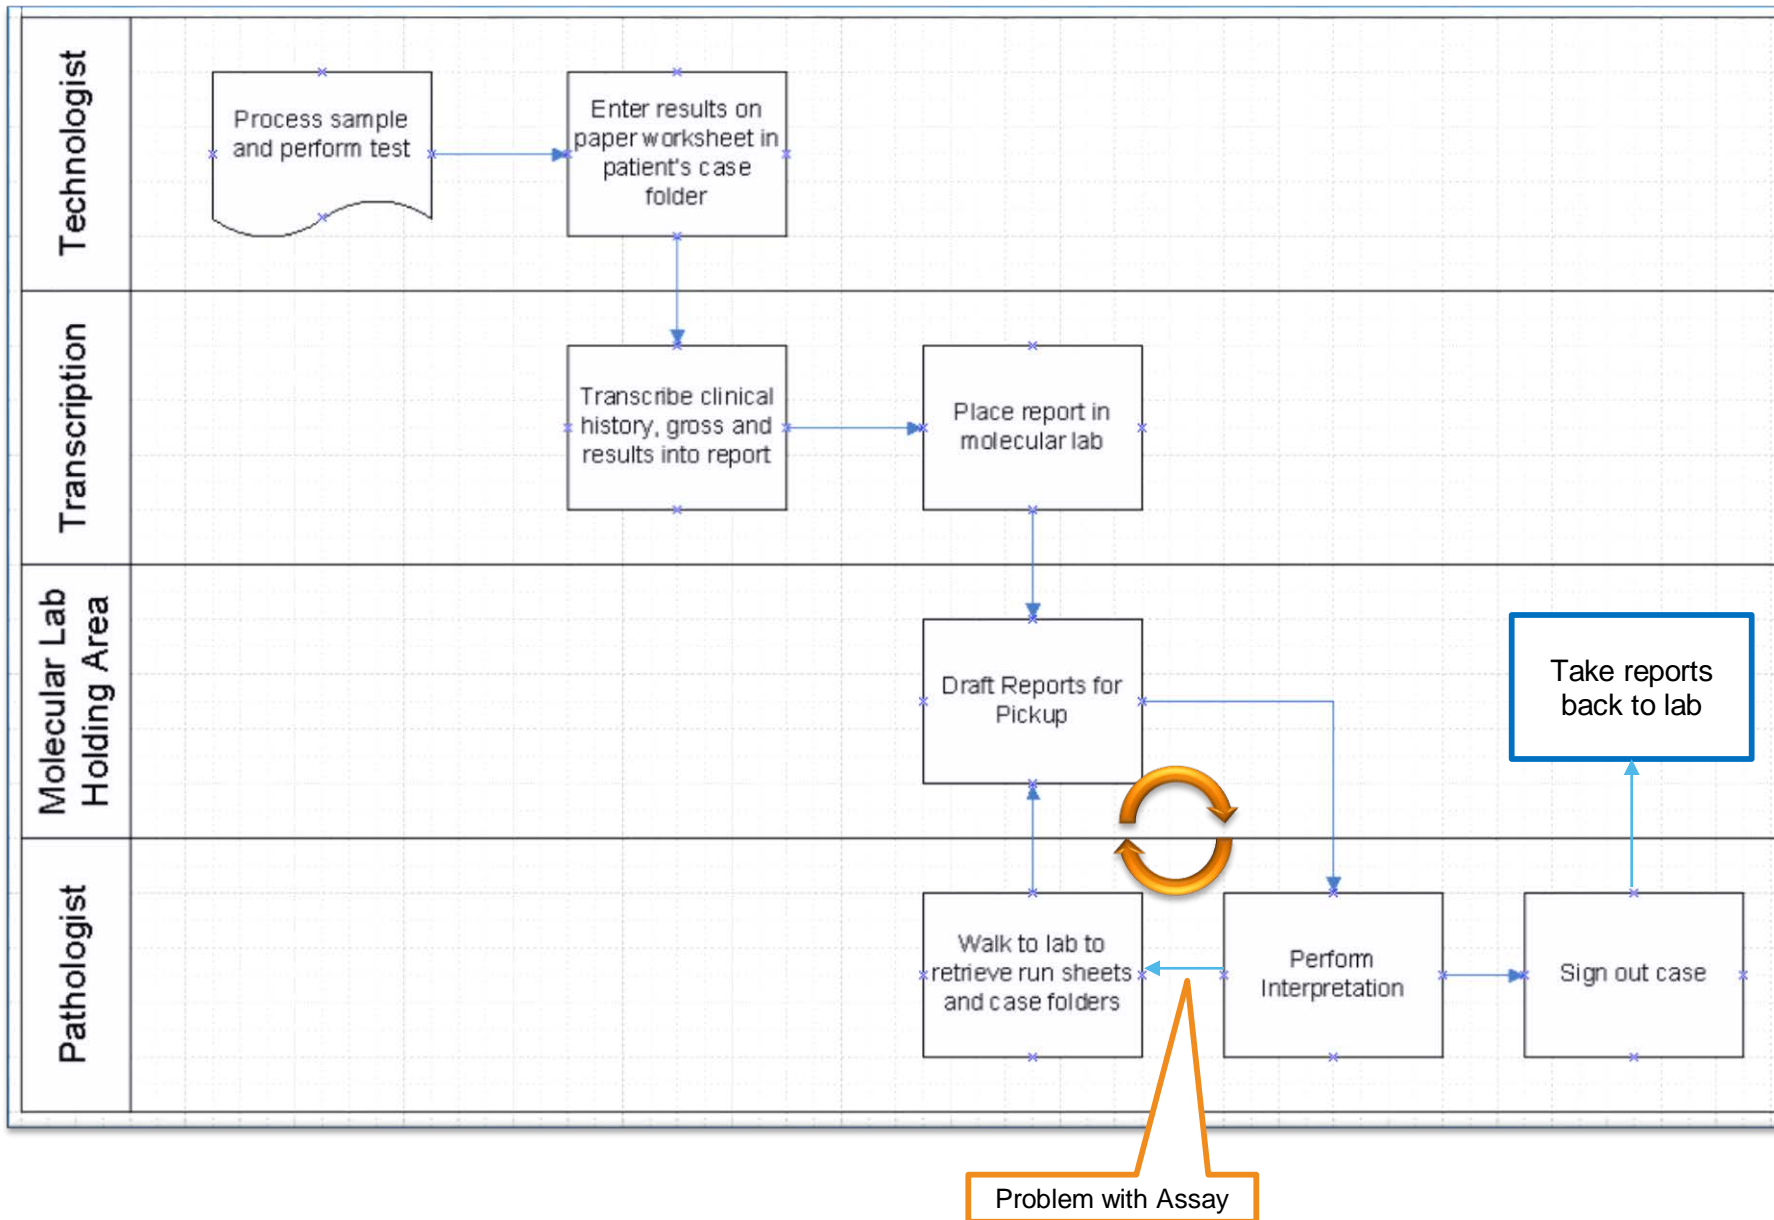 Technologist
Process sample
and perform test
Enter results on
paper worksheet in
patient's case
folder
Transcription
Transcribe clinical
history, gross and
results into report
Place report in
molecular lab
Molecular Lab
Holding Area
Draft Reports for
Pickup
Take reports
back to lab
Pathologist
Walk to lab to
retrieve run sheets
and case folders
Perform
Interpretation
Sign out case
Problem with Assay